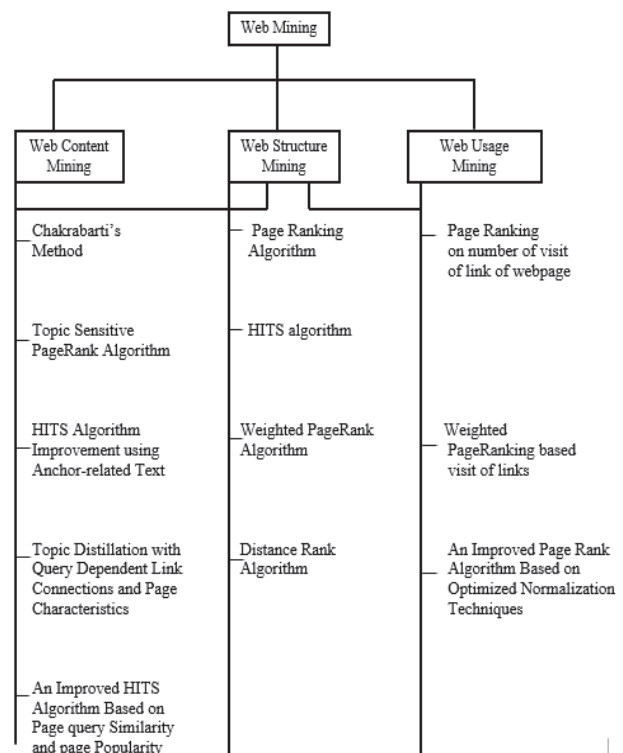 Web Mining
Web Content
Mining
Web Structure
Mining
Web Usage
Mining
Chakrabarti's
Method
Topic Sensitive
PageRank Algorithm
HITS Algorithm
Improvement using
Anchor-related Text
Topic Distillation with
Query Dependent Link
Connections and Page
Characteristics
An Improved HITS
Algorithm Based on
Page query Similarity
and page Popularity
Page Ranking
Algorithm
HITS algorithm
Weighted PageRank
Algorithm
Distance Rank
Algorithm
Page Ranking
on number of visit
of link of webpage
Weighted
PageRanking based
visit of links
An Improved Page Rank
Algorithm Based on
Optimized Normalization
Techniques